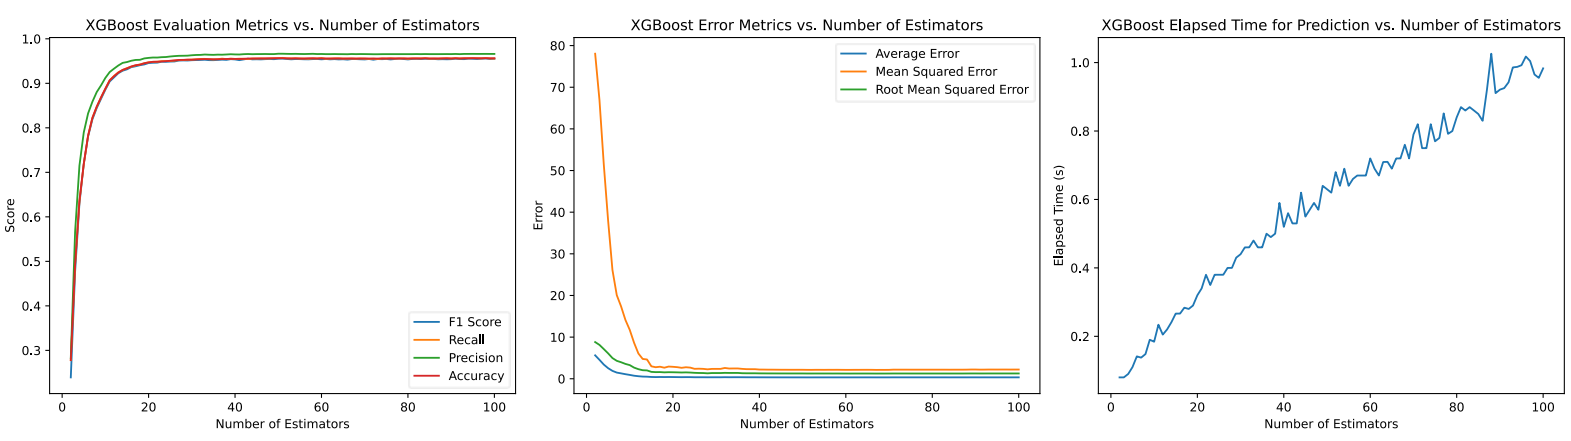 XGBoost Evaluation Metrics vs. Number of Estimators
Score
1.0
0.9
0.8
0.7
0.6
0.5
0.4
0.3
F1 Score
Recall
Precision
Accuracy
0 20 40 60 80 100
Number of Estimators
XGBoost Error Metrics vs. Number of Estimators
Error
80
70
60
50
40
30
20
10
0
Average Error
Mean Squared Error
Root Mean Squared Error
0 20 40 60 80 100
Number of Estimators
XGBoost Elapsed Time for Prediction vs. Number of Estimators
Elapsed Time (s)
1.0
0.8
0.6
0.4
0.2
0 20 40 60 80 100
Number of Estimators